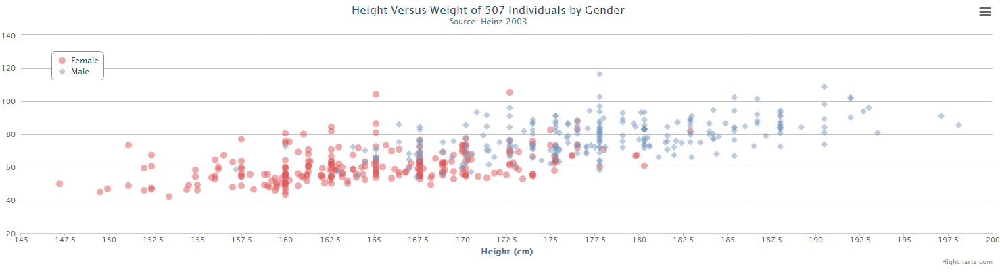 Height Versus Weight of 507 Individuals by Gender
Source: Heinz 2003
140
120
100
80
60
40
20
Female
Male
145 147.5 150 152.5 155 157.5 160 162.5 165 167.5 170 172.5 175 177.5 180 182.5 185 187.5 190 192.5 195 197.5 200
Height (cm)
Highcharts.com